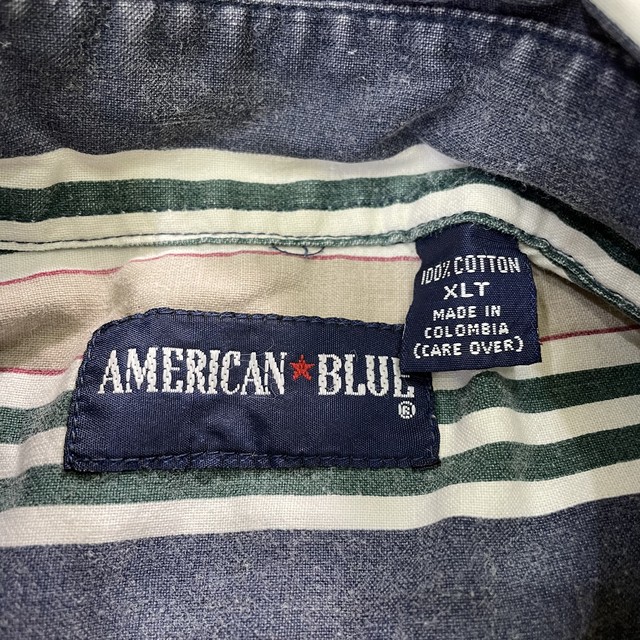 AMERICAN★BLUE
®
100% COTTON
XLT
MADE IN
COLOMBIA
(CARE OVER)